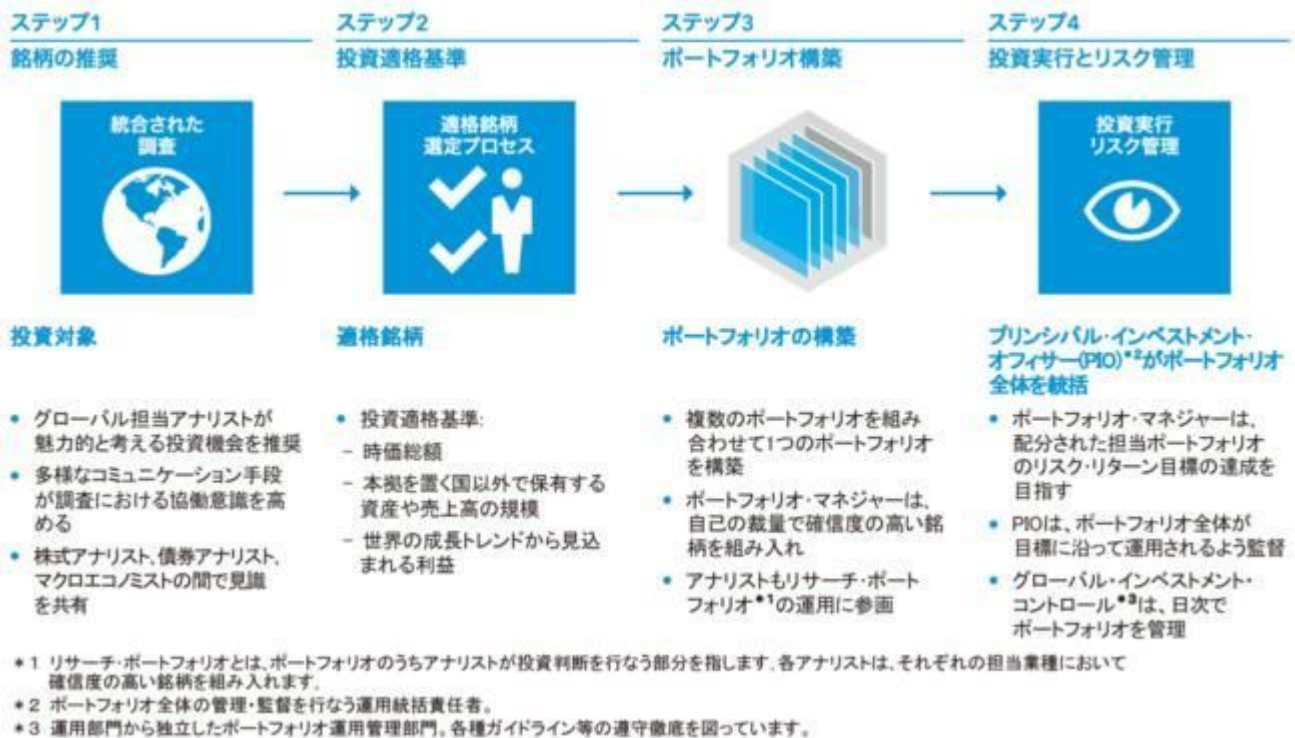 ステップ1
銘柄の推奨
統合された
調査
投資対象
• グローバル担当アナリストが
魅力的と考える投資機会を推奨
• 多様なコミュニケーション手段
が調査における協働意識を高
める
• 株式アナリスト、債券アナリスト、
マクロエコノミストの間で見識
を共有
ステップ2
投資適格基準
適格銘柄
選定プロセス
適格銘柄
• 投資適格基準:
− 時価総額
− 本拠を置く国以外で保有する
資産や売上高の規模
− 世界の成長トレンドから見込
まれる利益
ステップ3
ポートフォリオ構築
ポートフォリオの構築
• 複数のポートフォリオを組み
合わせて1つのポートフォリオ
を構築
• ポートフォリオ・マネジャーは、
自己の裁量で確信度の高い銘
柄を組み入れ
• アナリストもリサーチ・ポート
フォリオ*1の運用に参画
ステップ4
投資実行とリスク管理
投資実行
リスク管理
プリンシパル・インベストメント・
オフィサー(PIO)*2がポートフォリオ
全体を統括
• ポートフォリオ・マネジャーは、
配分された担当ポートフォリオ
のリスク・リターン目標の達成を
目指す
• PIOは、ポートフォリオ全体が
目標に沿って運用されるよう監督
• グローバル・インベストメント・
コントロール*3は、日次で
ポートフォリオを管理
*1 リサーチ・ポートフォリオとは、ポートフォリオのうちアナリストが投資判断を行なう部分を指します。各アナリストは、それぞれの担当業種において
確信度の高い銘柄を組み入れます。
*2 ポートフォリオ全体の管理・監督を行なう運用統括責任者。
*3 運用部門から独立したポートフォリオ運用管理部門。各種ガイドライン等の遵守徹底を図っています。